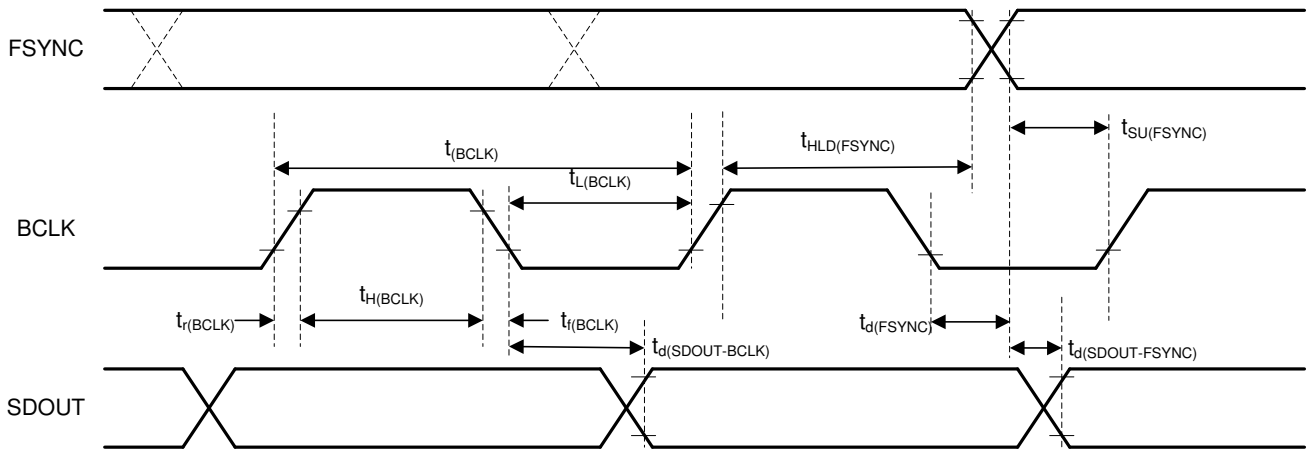 FSYNC
tSU(FSYNC)
tHLD(FSYNC)
t(BCLK)
tL(BCLK)
BCLK
tH(BCLK)
tr(BCLK)
tf(BCLK)
td(FSYNC)
td(SDOUT-BCLK)
td(SDOUT-FSYNC)
SDOUT